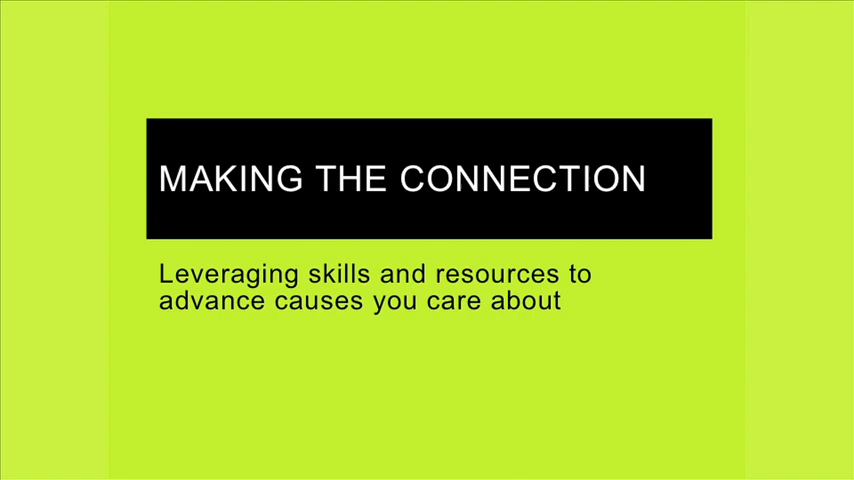 MAKING THE CONNECTION
Leveraging skills and resources to
advance causes you care about